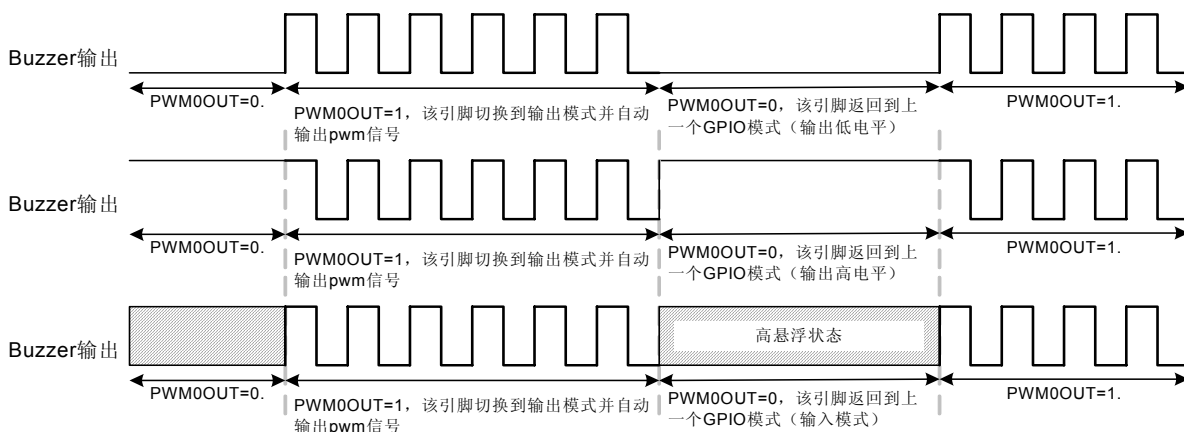 Buzzer输出
PWM0OUT=0.
PWM0OUT=1，该引脚切换到输出模式并自动
输出pwm信号
PWM0OUT=0，该引脚返回到上
一个GPIO模式（输出低电平）
PWM0OUT=1.
Buzzer输出
PWM0OUT=0.
PWM0OUT=1，该引脚切换到输出模式并自动
输出pwm信号
PWM0OUT=0，该引脚返回到上
一个GPIO模式（输出高电平）
PWM0OUT=1.
Buzzer输出
高悬浮状态
PWM0OUT=0.
PWM0OUT=1，该引脚切换到输出模式并自动
输出pwm信号
PWM0OUT=0，该引脚返回到上
一个GPIO模式（输入模式）
PWM0OUT=1.